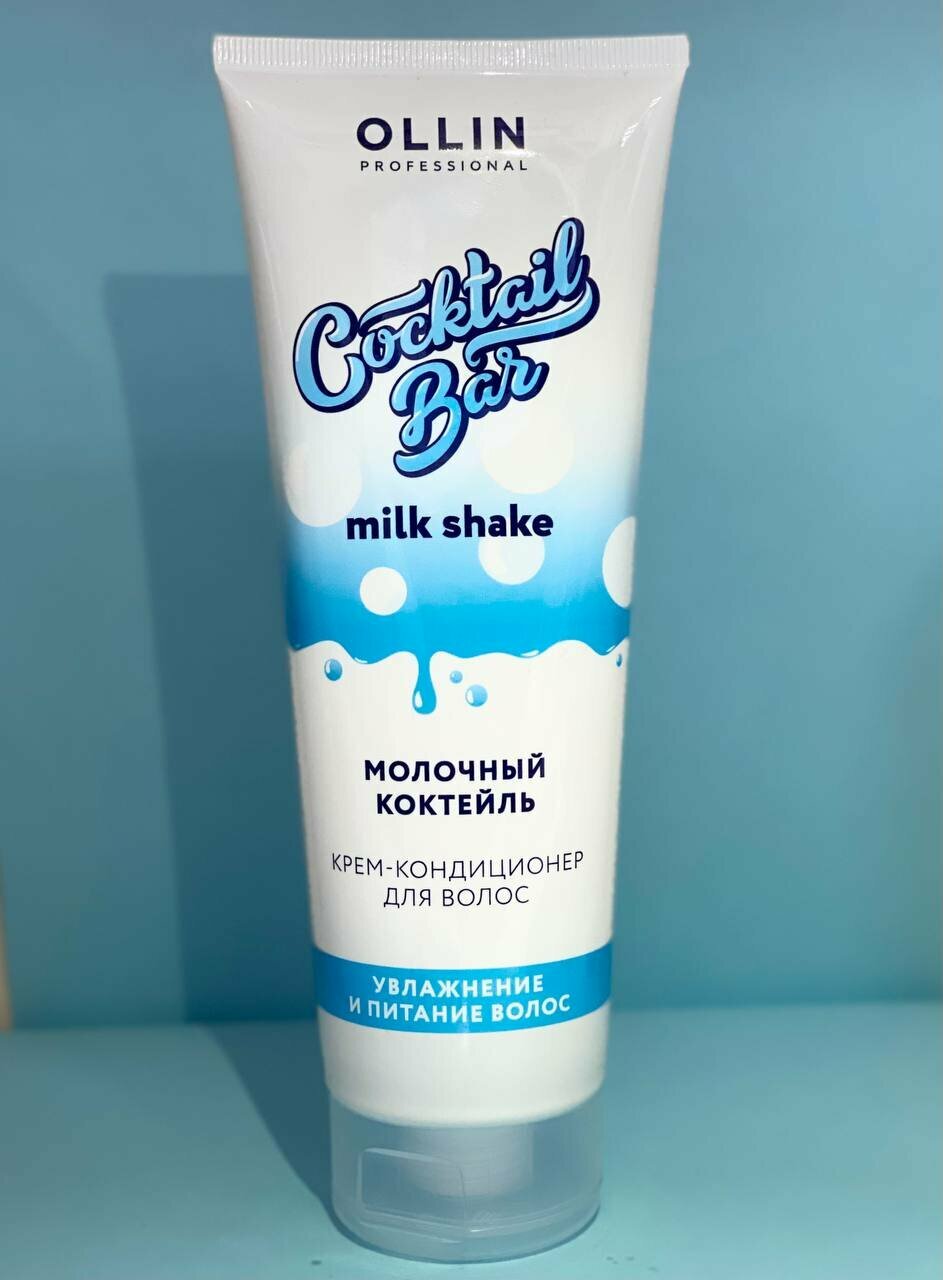 OLLIN
PROFESSIONAL
Cocktail
Bar
milk shake
МОЛОЧНЫЙ
КОКТЕЙЛЬ
КРЕМ-КОНДИЦИОНЕР
ДЛЯ ВОЛОС
УВЛАЖНЕНИЕ
И ПИТАНИЕ ВОЛОС